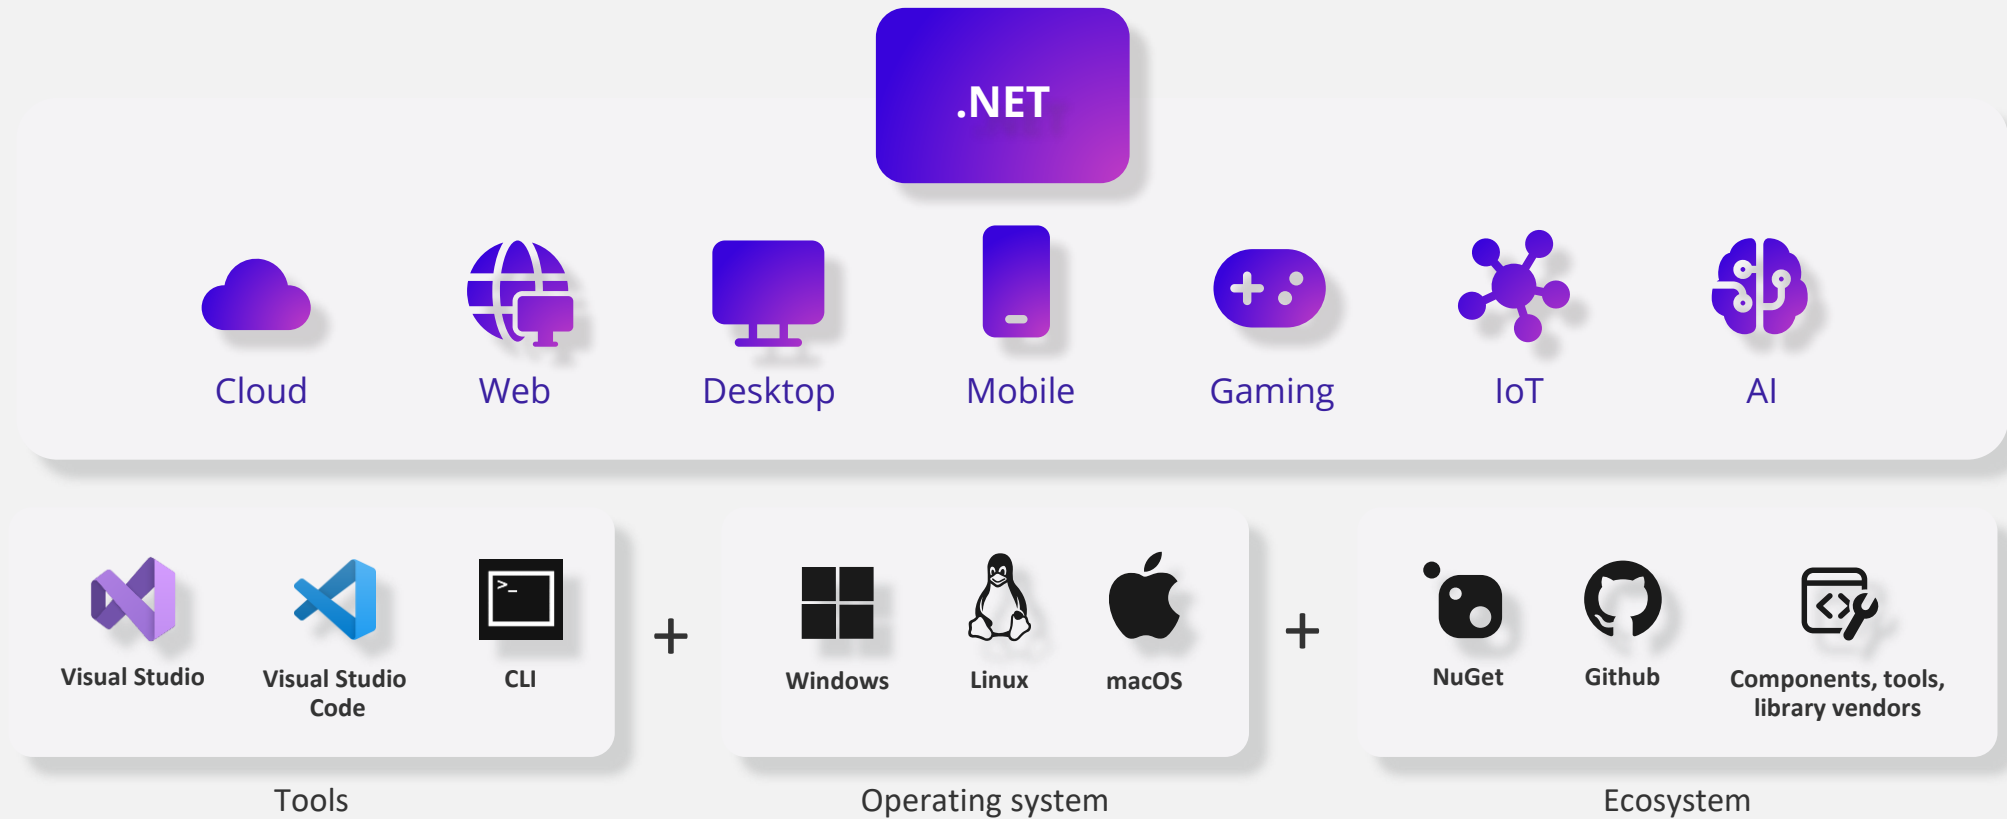 .NET
Cloud
Web
Desktop
Mobile
Gaming
IoT
AI
>_
Visual Studio
Visual Studio
Code
CLI
+
Windows
Linux
macOS
+
NuGet
Github
Components, tools,
library vendors
Tools
Operating system
Ecosystem